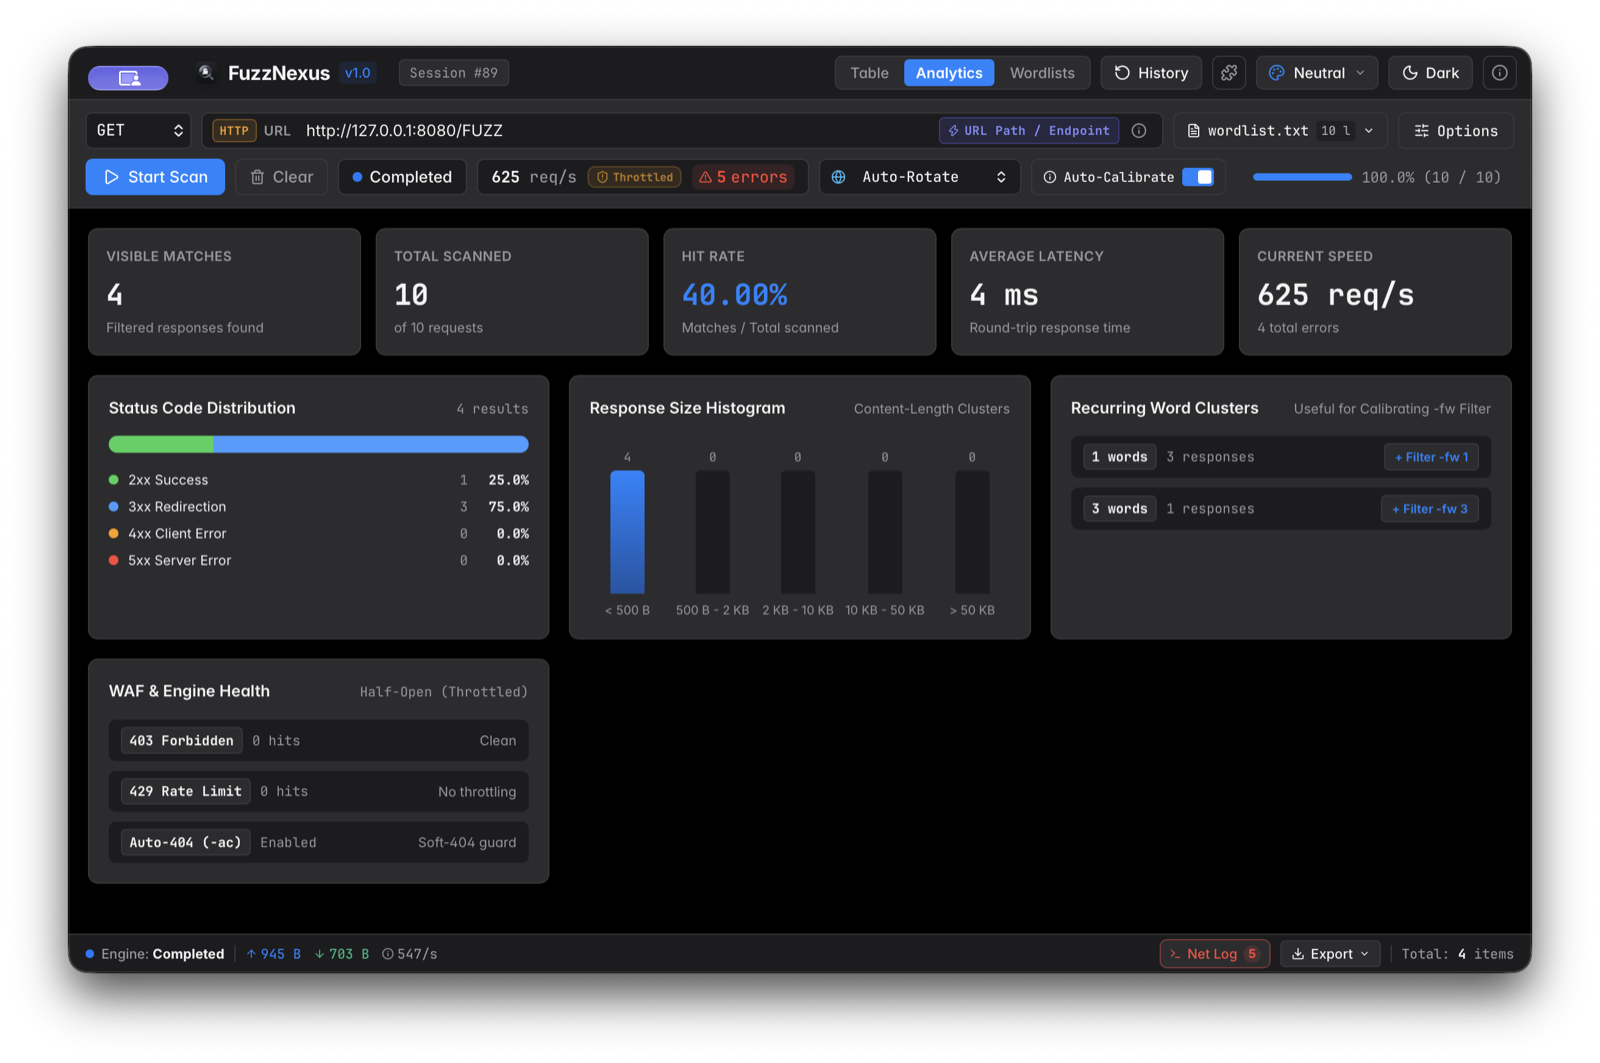 FuzzNexus v1.0 Session #89 Table Analytics Wordlists History Neutral Dark
GET HTTP URL http://127.0.0.1:8080/FUZZ URL Path / Endpoint wordlist.txt 10 l Options
Start Scan Clear Completed 625 req/s Throttled 5 errors Auto-Rotate Auto-Calibrate 100.0% (10 / 10)
VISIBLE MATCHES
4
Filtered responses found
TOTAL SCANNED
10
of 10 requests
HIT RATE
40.00%
Matches / Total scanned
AVERAGE LATENCY
4 ms
Round-trip response time
CURRENT SPEED
625 req/s
4 total errors
Status Code Distribution 4 results
2xx Success 1 25.0%
3xx Redirection 3 75.0%
4xx Client Error 0 0.0%
5xx Server Error 0 0.0%
Response Size Histogram Content-Length Clusters
4 0 0 0 0
< 500 B 500 B - 2 KB 2 KB - 10 KB 10 KB - 50 KB > 50 KB
Recurring Word Clusters Useful for Calibrating -fw Filter
1 words 3 responses + Filter -fw 1
3 words 1 responses + Filter -fw 3
WAF & Engine Health Half-Open (Throttled)
403 Forbidden 0 hits Clean
429 Rate Limit 0 hits No throttling
Auto-404 (-ac) Enabled Soft-404 guard
Engine: Completed 945 B 703 B 547/s Net Log 5 Export Total: 4 items